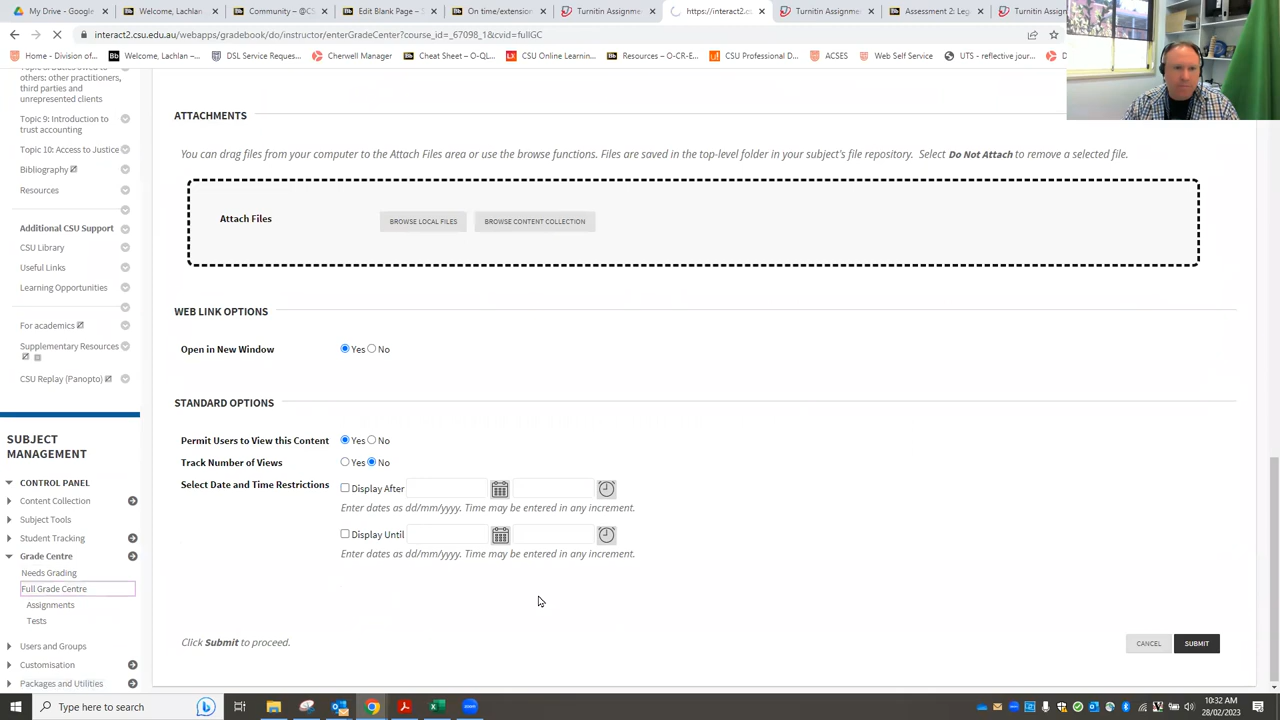 My Drive - Google
Welcome, Lachlan
Community – @CS
Edit Blank Page – S
On time/extension
Turnitin Assignme
https://interact2.c
Turnitin Assignme
Assessment 2: Leg
Turnitin Assignm
interact2.csu.edu.au/webapps/gradebook/do/instructor/enterGradeCenter?course_id=_67098_1&cvid=fullGC
Home - Division of...
Welcome, Lachlan –...
DSL Service Reques...
Cherwell Manager
Cheat Sheet – O-QL...
CSU Online Learnin...
Resources – O-CR-E...
CSU Professional D...
ACSES
Web Self Service
UTS - reflective jour...
others: other practitioners,
third parties and
unrepresented clients
Topic 9: Introduction to
trust accounting
Topic 10: Access to Justice
Bibliography
Resources
Additional CSU Support
CSU Library
Useful Links
Learning Opportunities
For academics
Supplementary Resources
CSU Replay (Panopto)
SUBJECT
MANAGEMENT
CONTROL PANEL
Content Collection
Subject Tools
Student Tracking
Grade Centre
Needs Grading
Full Grade Centre
Assignments
Tests
Users and Groups
Customisation
Packages and Utilities
ATTACHMENTS
You can drag files from your computer to the Attach Files area or use the browse functions. Files are saved in the top-level folder in your subject's file repository. Select Do Not Attach to remove a selected file.
Attach Files BROWSE LOCAL FILES BROWSE CONTENT COLLECTION
WEB LINK OPTIONS
Open in New Window Yes No
STANDARD OPTIONS
Permit Users to View this Content Yes No
Track Number of Views Yes No
Select Date and Time Restrictions Display After
Enter dates as dd/mm/yyyy. Time may be entered in any increment.
Display Until
Enter dates as dd/mm/yyyy. Time may be entered in any increment.
Click Submit to proceed.
CANCEL SUBMIT
Type here to search
10:32 AM
28/02/2023